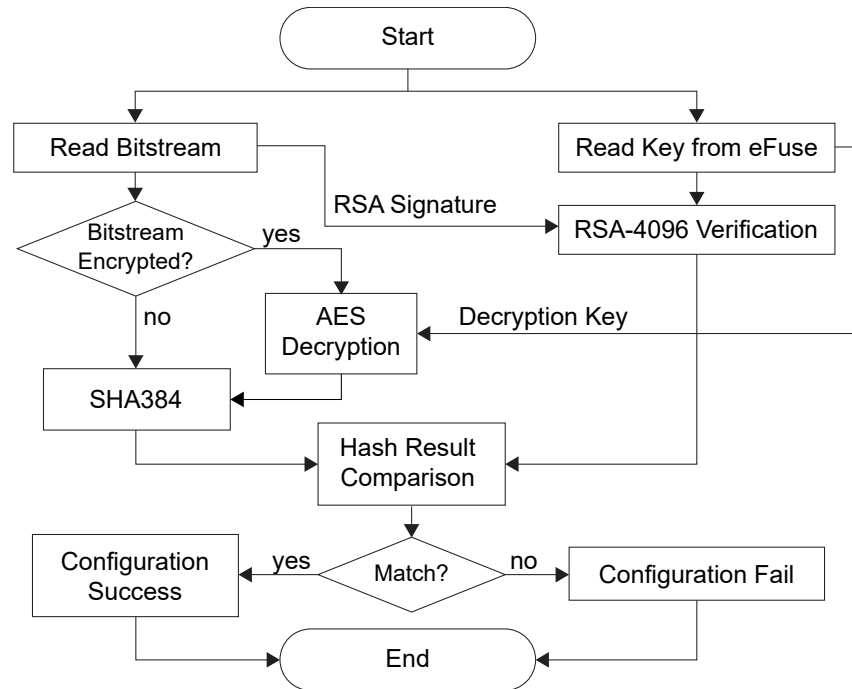 Start
Read Bitstream
Read Key from eFuse
RSA Signature
RSA-4096 Verification
Bitstream
Encrypted?
yes
no
AES
Decryption
Decryption Key
SHA384
Hash Result
Comparison
Configuration
Success
yes
Match?
no
Configuration Fail
End